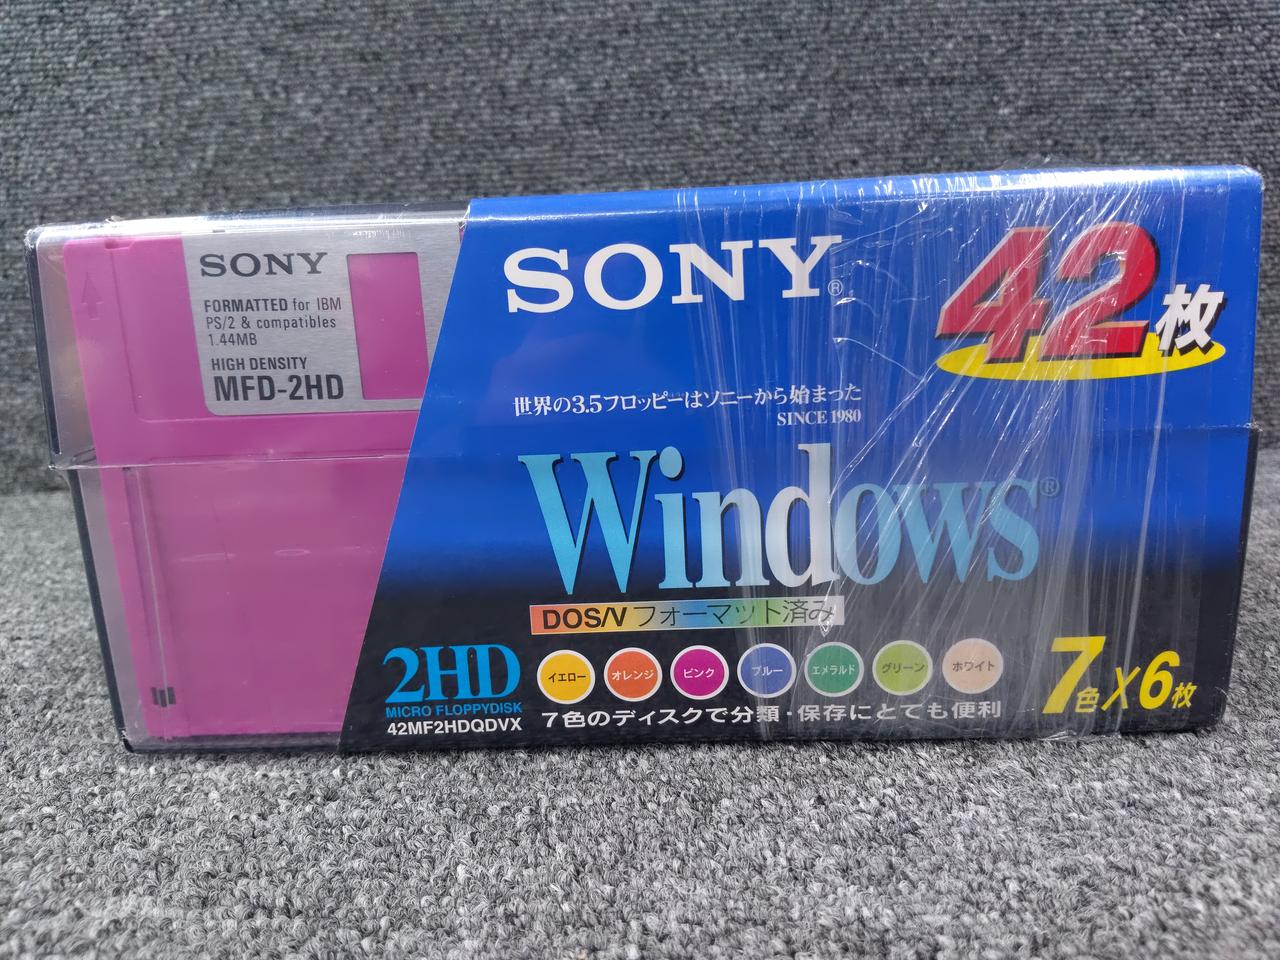 SONY
FORMATTED for IBM
PS/2 & compatibles
1.44MB
HIGH DENSITY
MFD-2HD
SONY®
42枚
世界の3.5フロッピーはソニーから始まった
SINCE 1980
Windows®
DOS/V フォーマット済み
2HD
MICRO FLOPPYDISK
42MF2HDQDVX
イエロー オレンジ ピンク ブルー エメラルド グリーン ホワイト
7色のディスクで分類・保存にとても便利
7色X6枚